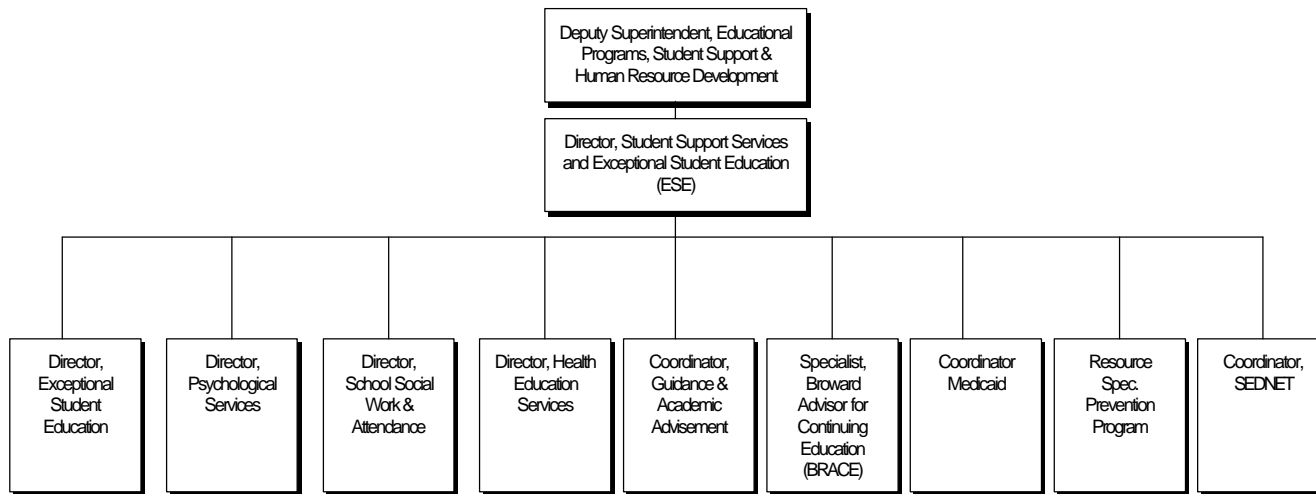 Deputy Superintendent, Educational
Programs, Student Support &
Human Resource Development
Director, Student Support Services
and Exceptional Student Education
(ESE)
Director,
Exceptional
Student
Education
Director,
Psychological
Services
Director,
School Social
Work &
Attendance
Director, Health
Education
Services
Coordinator,
Guidance &
Academic
Advisement
Specialist,
Broward
Advisor for
Continuing
Education
(BRACE)
Coordinator
Medicaid
Resource
Spec.
Prevention
Program
Coordinator,
SEDNET